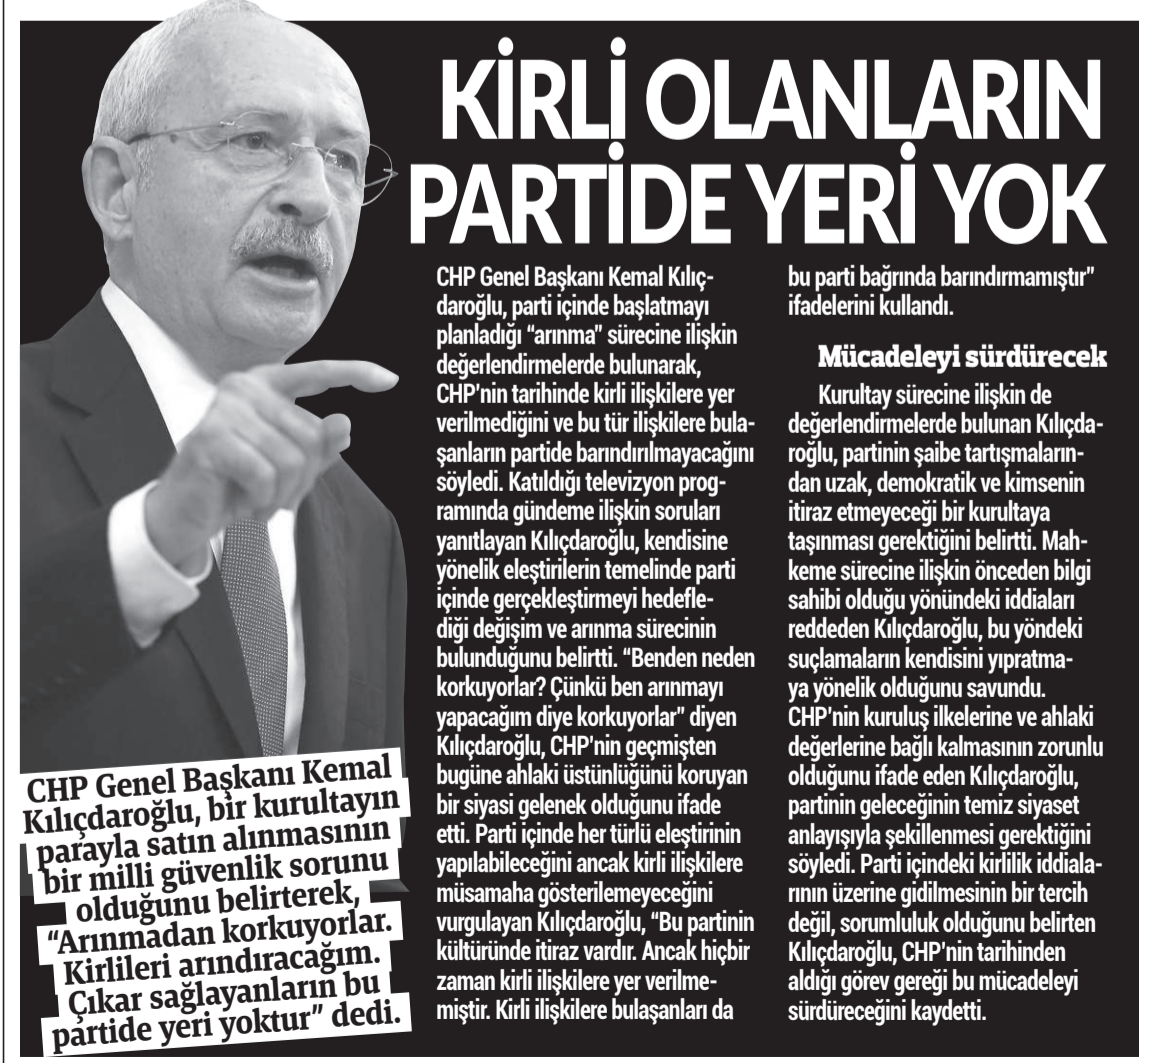 KİRLİ OLANLARIN
PARTİDE YERİ YOK
CHP Genel Başkanı Kemal
Kılıçdaroğlu, bir kurultayın
parayla satın alınmasının
bir milli güvenlik sorunu
olduğunu belirterek,
“Arınmadan korkuyorlar.
Kirlileri arındıracağım.
Çıkar sağlayanların bu
partide yeri yoktur” dedi.
CHP Genel Başkanı Kemal Kılıç-
daroğlu, parti içinde başlatmayı
planladığı “arınma” sürecine ilişkin
değerlendirmelerde bulunarak,
CHP’nin tarihinde kirli ilişkilere yer
verilmediğini ve bu tür ilişkilere bula-
şanların partide barındırılmayacağını
söyledi. Katıldığı televizyon prog-
ramında gündeme ilişkin soruları
yanıtlayan Kılıçdaroğlu, kendisine
yönelik eleştirilerin temelinde parti
içinde gerçekleştirmeyi hedefle-
diği değişim ve arınma sürecinin
bulunduğunu belirtti. “Benden neden
korkuyorlar? Çünkü ben arınmayı
yapacağım diye korkuyorlar” diyen
Kılıçdaroğlu, CHP’nin geçmişten
bugüne ahlaki üstünlüğünü koruyan
bir siyasi gelenek olduğunu ifade
etti. Parti içinde her türlü eleştirinin
yapılabileceğini ancak kirli ilişkilere
müsamaha gösterilemeyeceğini
vurgulayan Kılıçdaroğlu, “Bu partinin
kültüründe itiraz vardır. Ancak hiçbir
zaman kirli ilişkilere yer verilme-
miştir. Kirli ilişkilere bulaşanları da
bu parti bağrında barındırmamıştır”
ifadelerini kullandı.
Mücadeleyi sürdürecek
Kurultay sürecine ilişkin de
değerlendirmelerde bulunan Kılıçda-
roğlu, partinin şaibe tartışmaların-
dan uzak, demokratik ve kimsenin
itiraz etmeyeceği bir kurultaya
taşınması gerektiğini belirtti. Mah-
keme sürecine ilişkin önceden bilgi
sahibi olduğu yönündeki iddiaları
reddeden Kılıçdaroğlu, bu yöndeki
suçlamaların kendisini yıpratma-
ya yönelik olduğunu savundu.
CHP’nin kuruluş ilkelerine ve ahlaki
değerlerine bağlı kalmasının zorunlu
olduğunu ifade eden Kılıçdaroğlu,
partinin geleceğinin temiz siyaset
anlayışıyla şekillenmesi gerektiğini
söyledi. Parti içindeki kirlilik iddiala-
rının üzerine gidilmesinin bir tercih
değil, sorumluluk olduğunu belirten
Kılıçdaroğlu, CHP’nin tarihinden
aldığı görev gereği bu mücadeleyi
sürdüreceğini kaydetti.